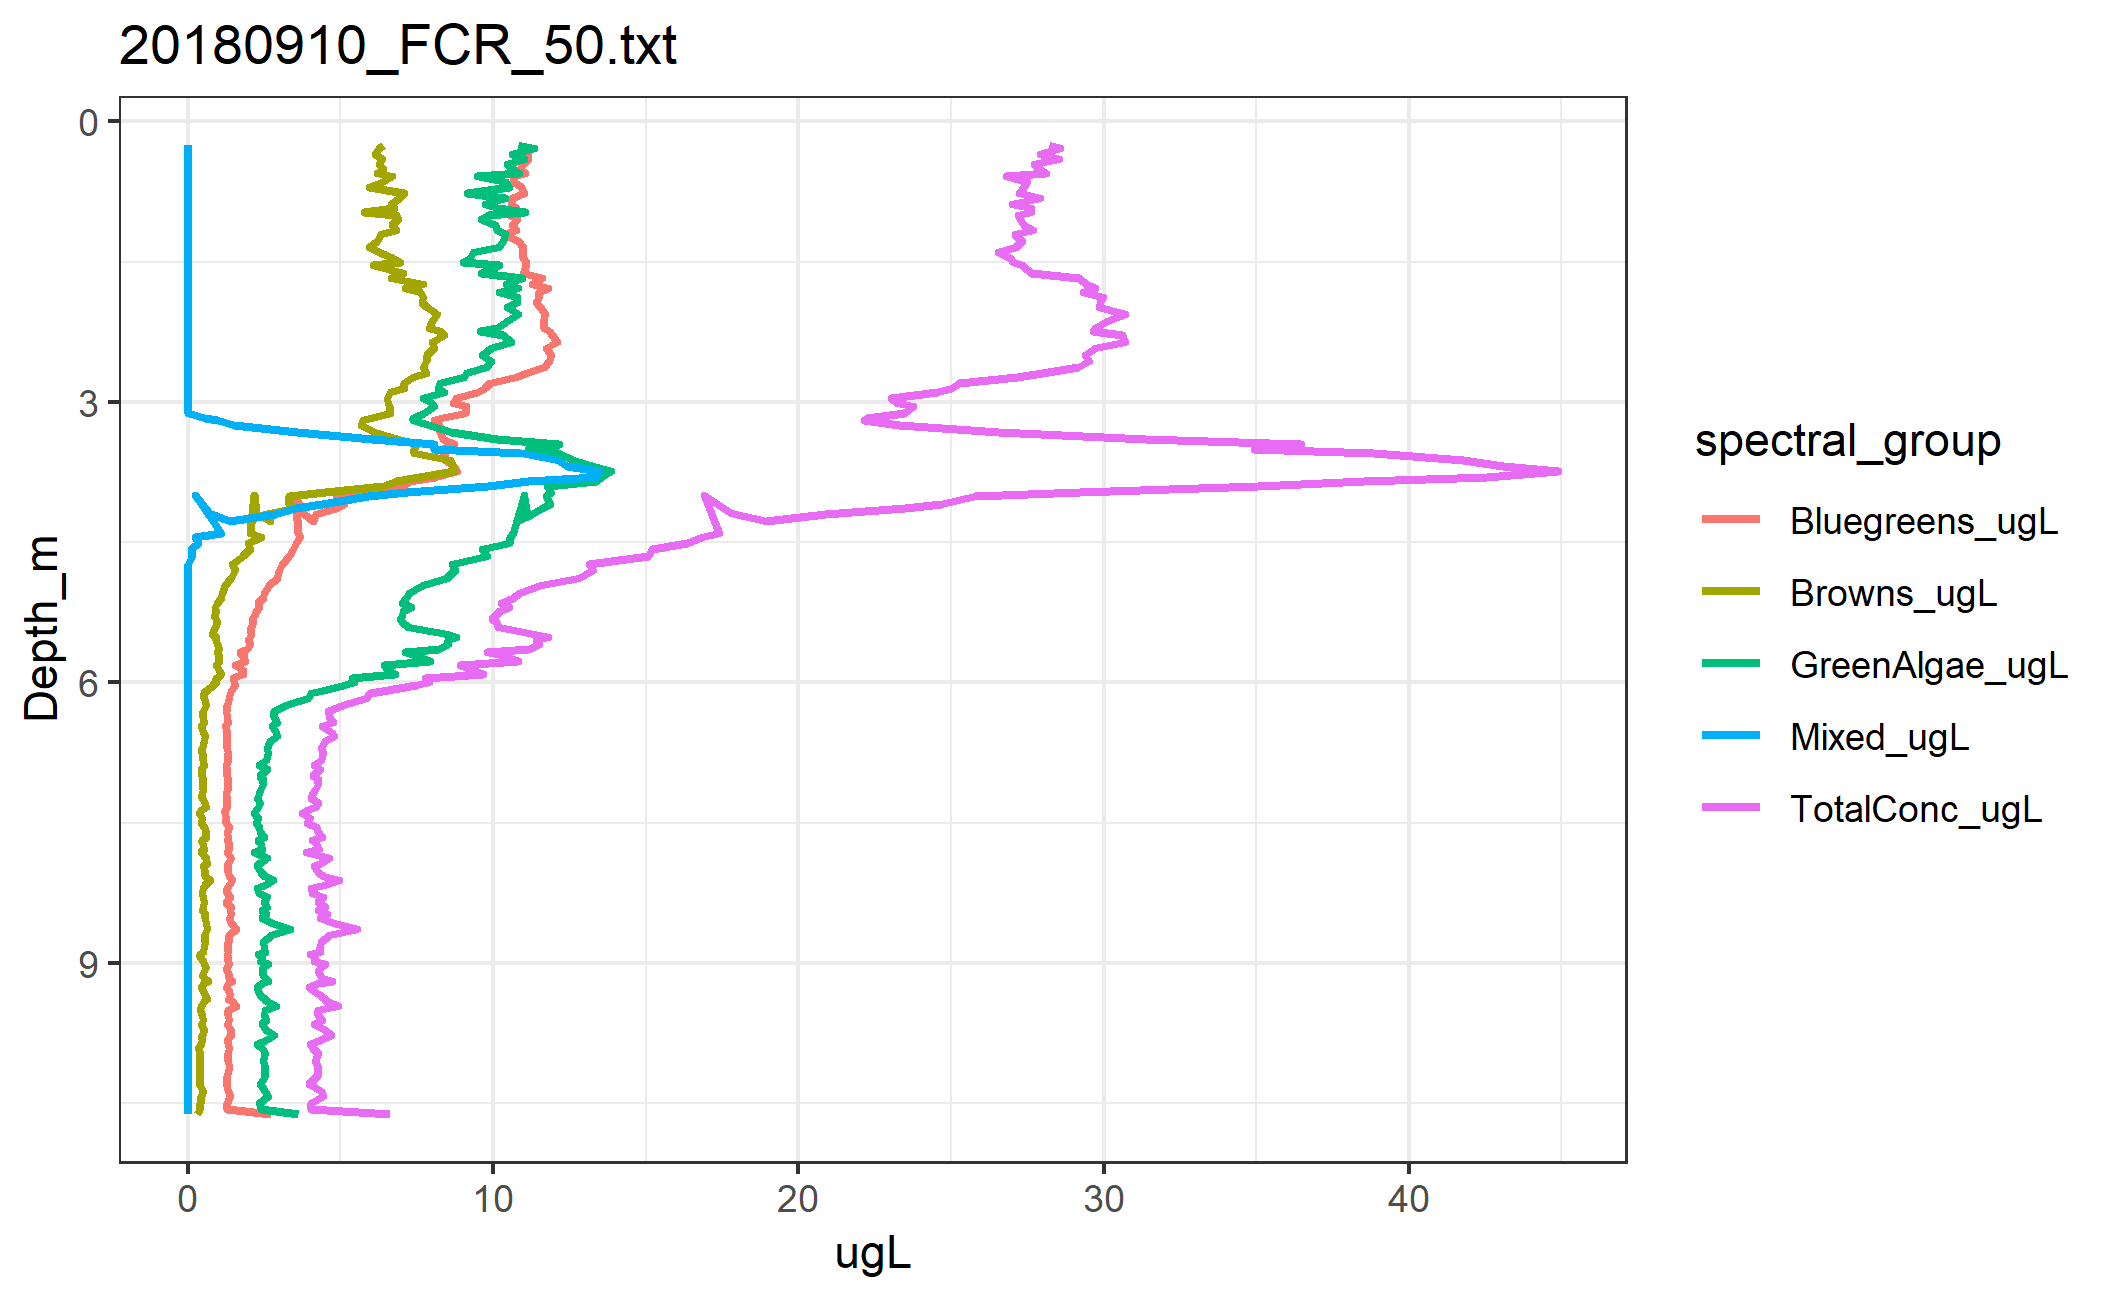 20180910_FCR_50.txt
0
3
6
9
Depth_m
0 10 20 30 40
ugL
spectral_group
Bluegreens_ugL
Browns_ugL
GreenAlgae_ugL
Mixed_ugL
TotalConc_ugL